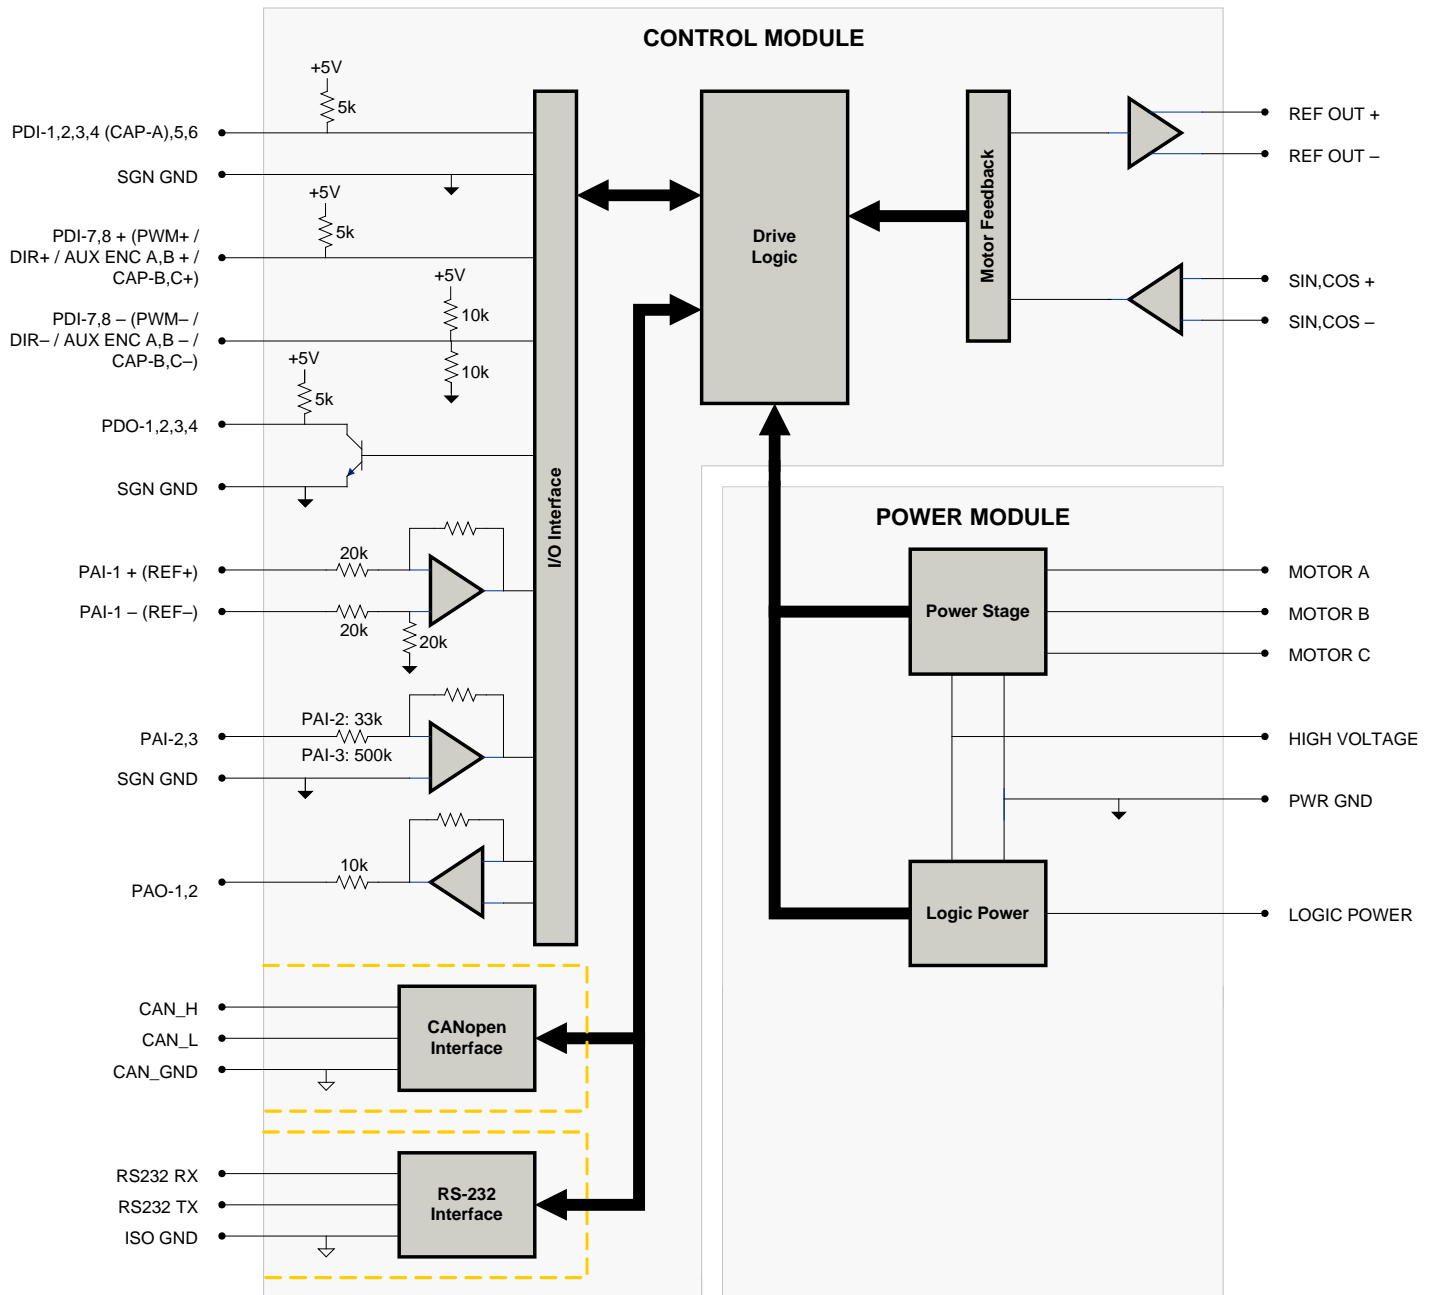 CONTROL MODULE
+5V
5k
PDI-1,2,3,4 (CAP-A),5,6
SGN GND
+5V
5k
PDI-7,8 + (PWM+ /
DIR+ / AUX ENC A,B + /
CAP-B,C+)
+5V
10k
PDI-7,8 – (PWM– /
DIR– / AUX ENC A,B – /
CAP-B,C–)
10k
+5V
5k
PDO-1,2,3,4
SGN GND
20k
PAI-1 + (REF+)
PAI-1 – (REF–)
20k
20k
PAI-2: 33k
PAI-2,3
PAI-3: 500k
SGN GND
10k
PAO-1,2
I/O Interface
CAN_H
CAN_L
CAN_GND
CANopen
Interface
RS232 RX
RS232 TX
ISO GND
RS-232
Interface
Drive
Logic
Motor Feedback
REF OUT +
REF OUT –
SIN,COS +
SIN,COS –
POWER MODULE
Power Stage
MOTOR A
MOTOR B
MOTOR C
HIGH VOLTAGE
PWR GND
Logic Power
LOGIC POWER